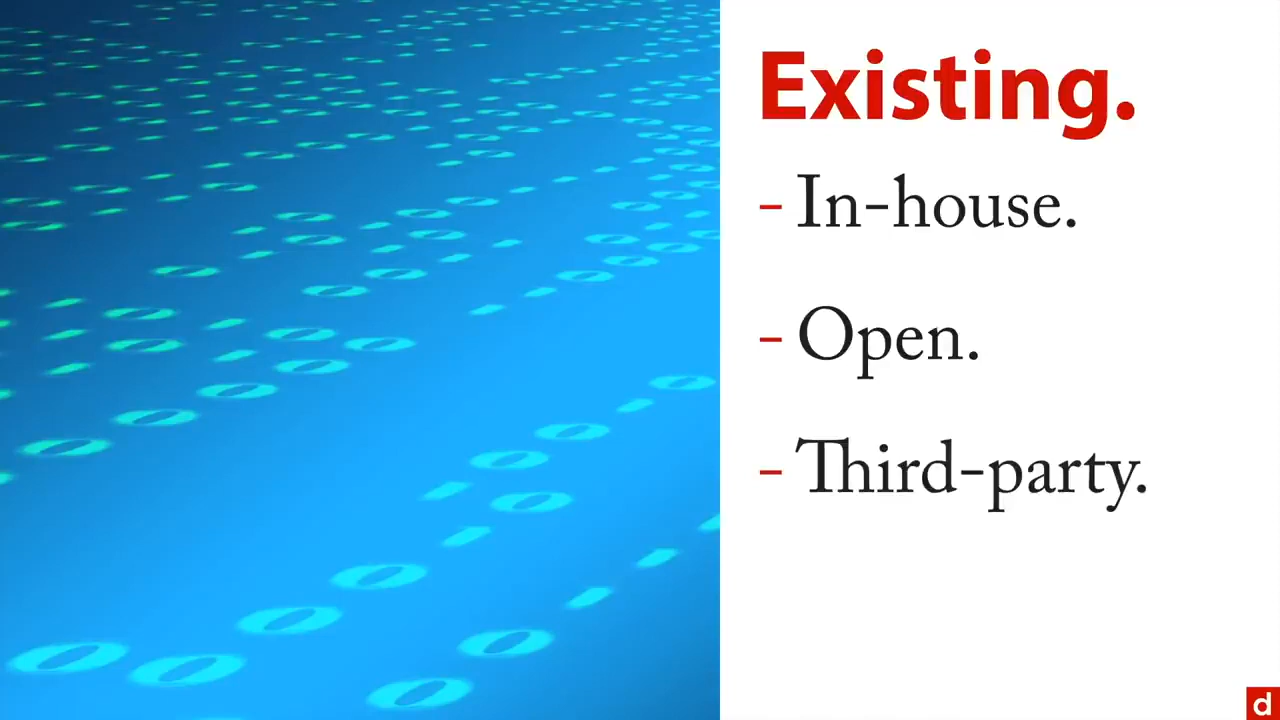 Existing.
- In-house.
- Open.
- Third-party.
d